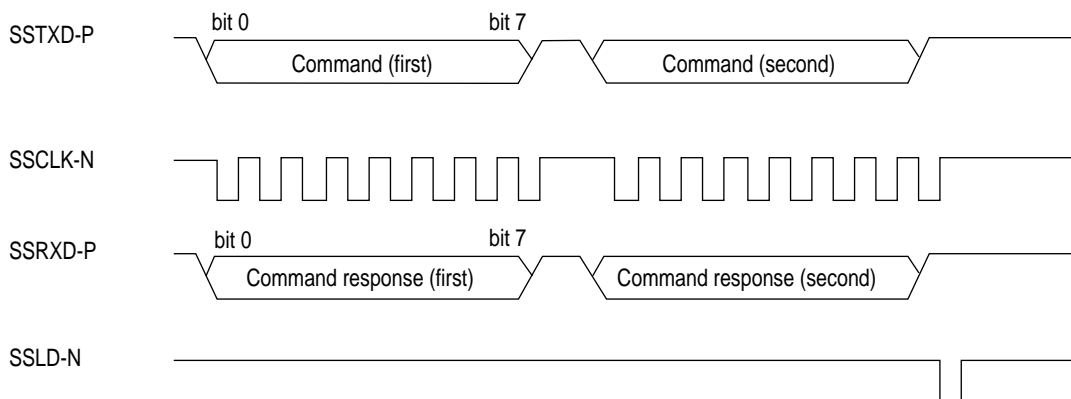 bit 0 bit 7
SSTXD-P
Command (first) Command (second)
SSCLK-N
bit 0 bit 7
SSRXD-P
Command response (first) Command response (second)
SSLD-N